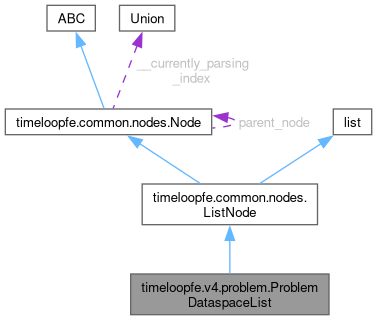 ABC
Union
__currently_parsing
_index
timeloopfe.common.nodes.Node
parent_node
list
timeloopfe.common.nodes.
ListNode
timeloopfe.v4.problem.Problem
DataspaceList